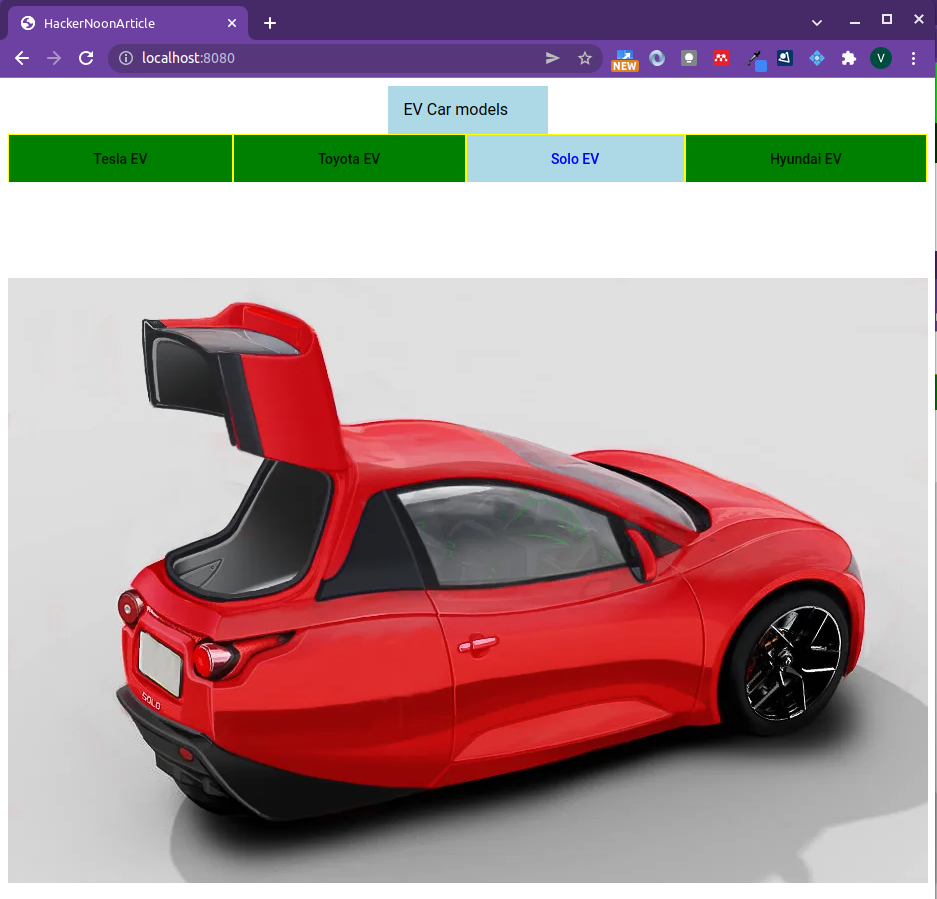 HackerNoonArticle
localhost:8080
NEW
V
EV Car models
Tesla EV
Toyota EV
Solo EV
Hyundai EV
SOLO